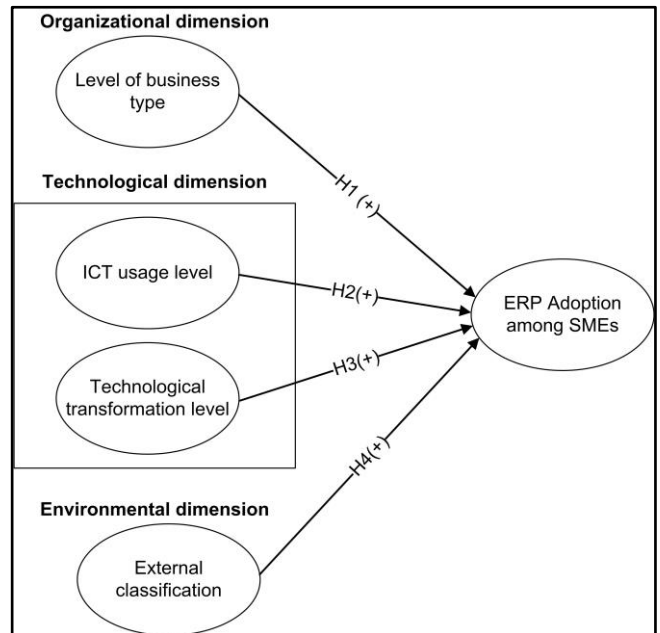 Organizational dimension
Level of business
type
H1 (+)
Technological dimension
ICT usage level
H2(+)
ERP Adoption
among SMEs
Technological
transformation level
H3(+)
H4(+)
Environmental dimension
External
classification